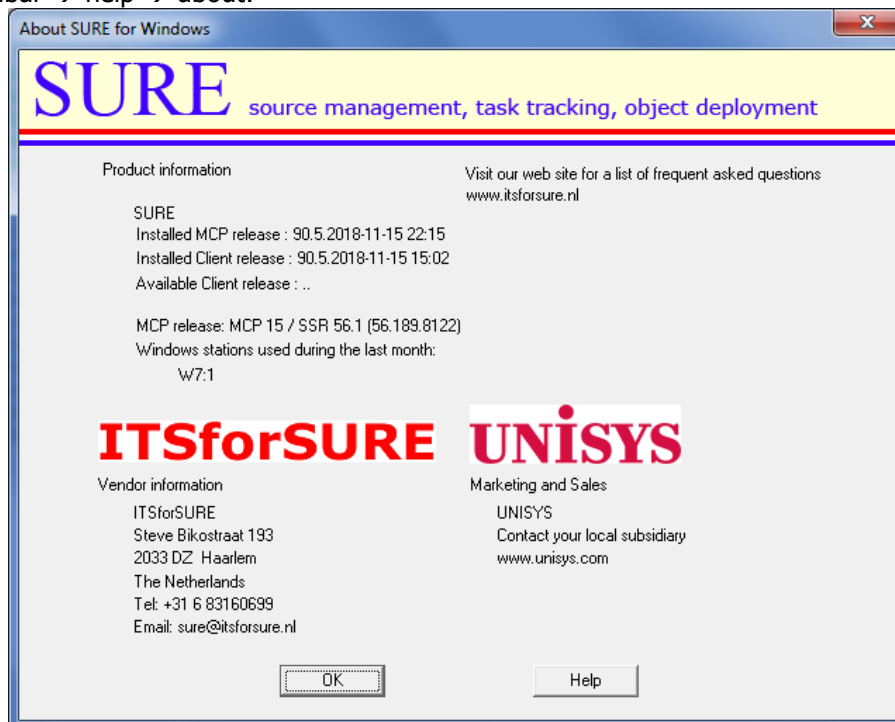 help → about.
About SURE for Windows
X
SURE source management, task tracking, object deployment
Product information
Visit our web site for a list of frequent asked questions
www.itsforsure.nl
SURE
Installed MCP release : 90.5.2018-11-15 22:15
Installed Client release : 90.5.2018-11-15 15:02
Available Client release : ..
MCP release: MCP 15 / SSR 56.1 (56.189.8122)
Windows stations used during the last month:
W7:1
ITSforSURE
UNISYS
Vendor information
ITSforSURE
Steve Bikostraat 193
2033 DZ Haarlem
The Netherlands
Tel: +31 6 83160699
Email: sure@itsforsure.nl
Marketing and Sales
UNISYS
Contact your local subsidiary
www.unisys.com
OK
Help